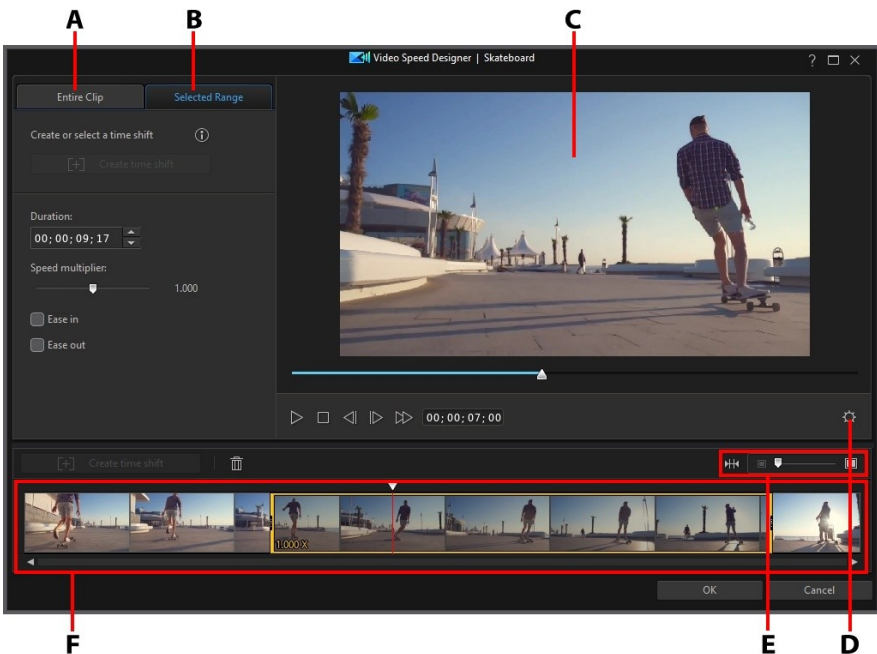 A B C
Video Speed Designer | Skateboard ?
Entire Clip Selected Range
Create or select a time shift
[+] Create time shift
Duration:
00;00;09;17
Speed multiplier:
1.000
Ease in
Ease out
00;00;07;00
[+] Create time shift
1.000 X
OK Cancel
F E D